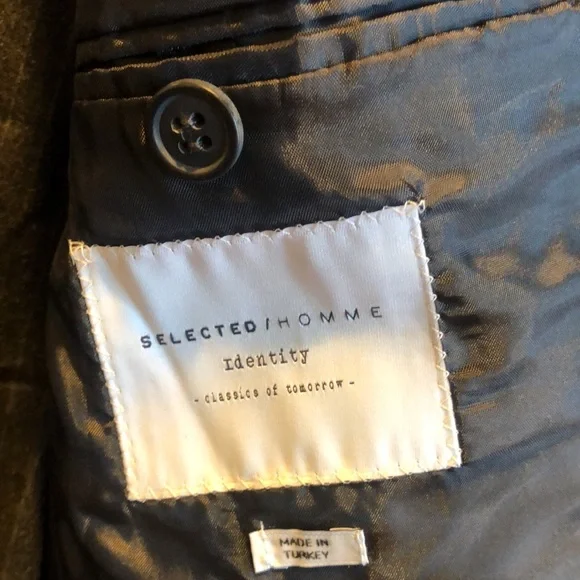 SELECTED/HOMME
Identity
- classics of tomorrow -
MADE IN
TURKEY